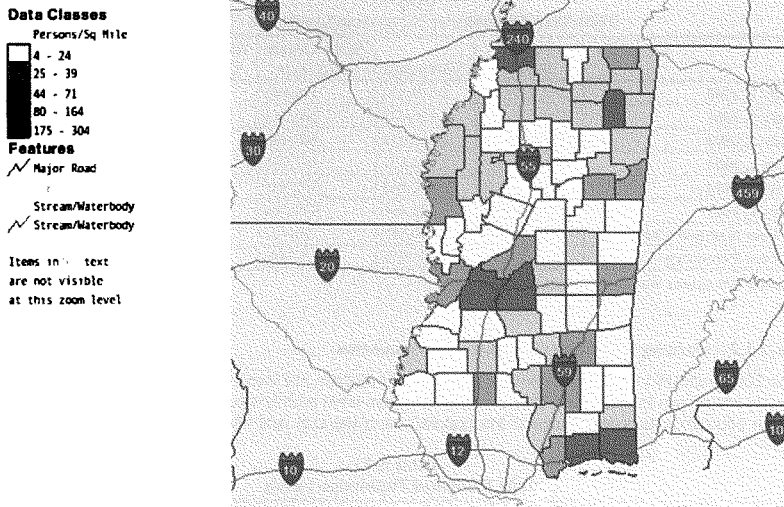 Data Classes
Persons/Sq Mile
4 - 24
25 - 39
44 - 71
80 - 164
175 - 304
Features
Major Road
Stream/Waterbody
Stream/Waterbody
Items in text
are not visible
at this zoom level
40
240
40
55
459
20
59
65
10
12
10